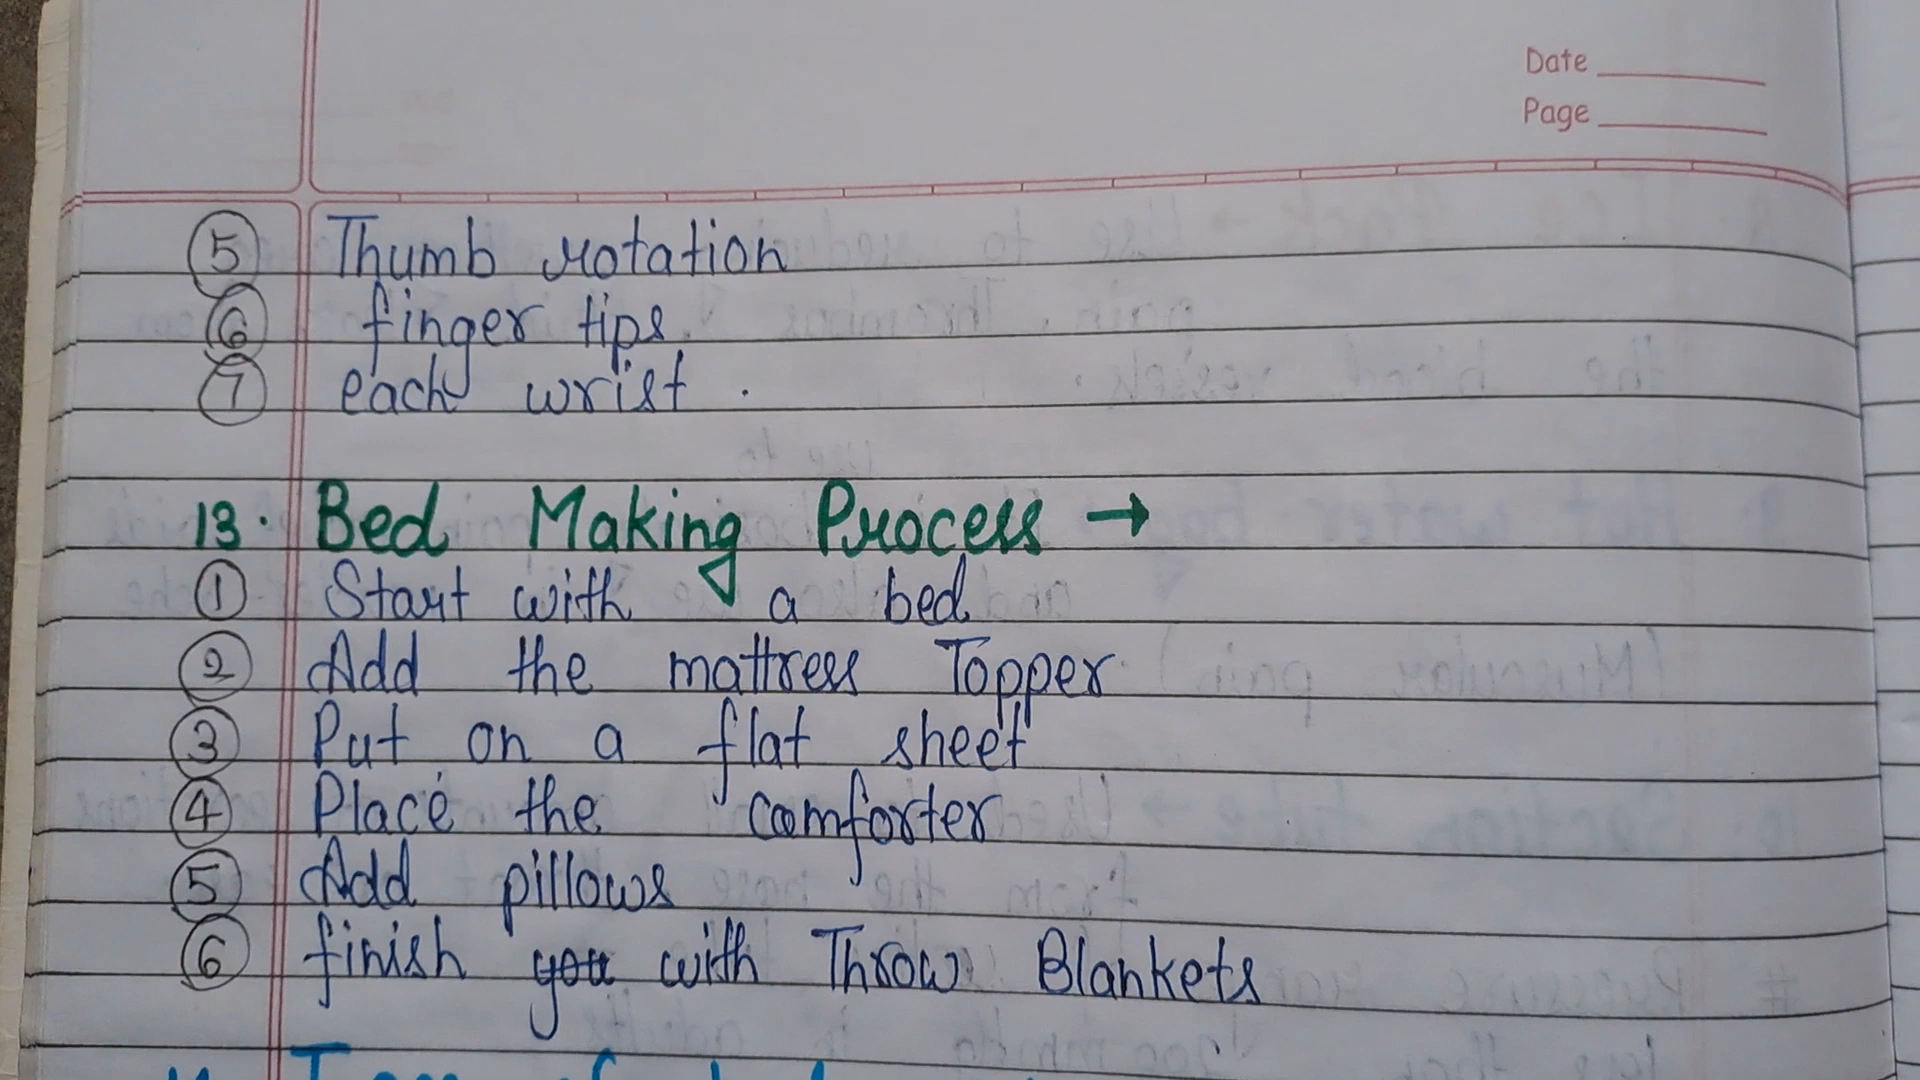 Date
Page
5 Thumb rotation
6 finger tips
7 each wrist .
13. Bed Making Process →
1 Start with a bed
2 Add the mattress Topper
3 Put on a flat sheet
4 Place the comforter
5 Add pillows
6 finish you with Throw Blankets